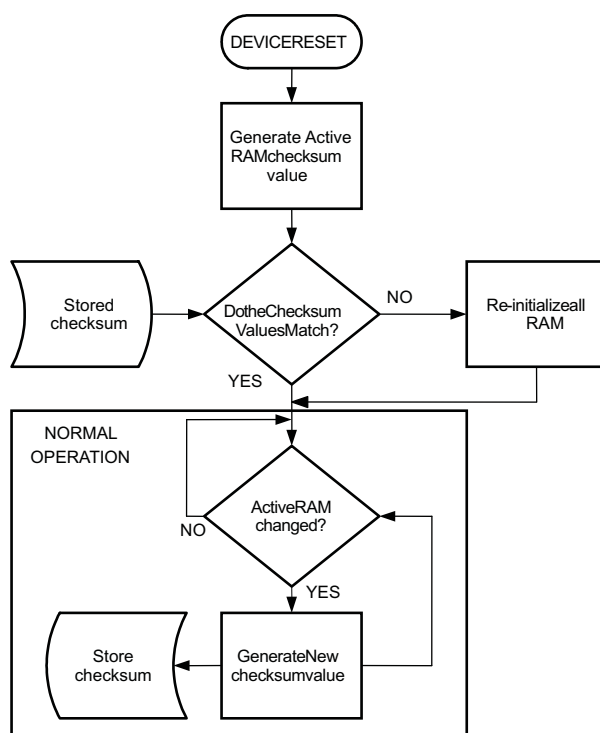 DEVICERESET
Generate Active
RAMchecksum
value
Stored
checksum
DotheChecksum
ValuesMatch?
NO
Re-initializeall
RAM
YES
NORMAL
OPERATION
ActiveRAM
changed?
NO
YES
Store
checksum
GenerateNew
checksumvalue